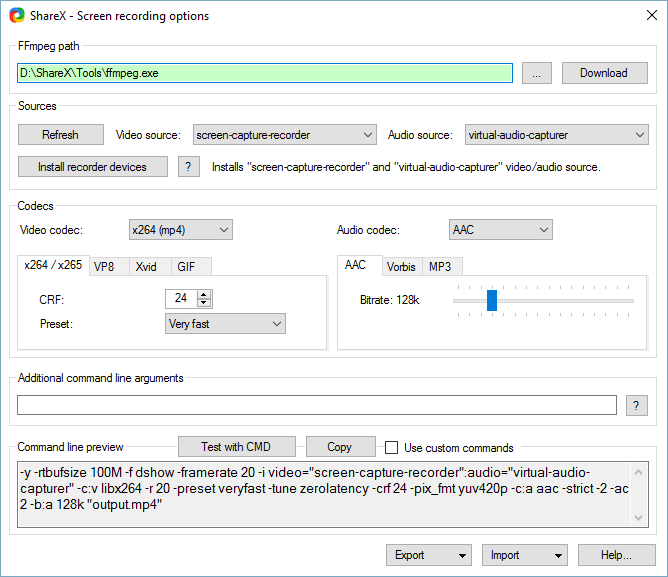 ShareX - Screen recording options
FFmpeg path
D:\ShareX\Tools\ffmpeg.exe
...
Download
Sources
Refresh
Video source:
screen-capture-recorder
Audio source:
virtual-audio-capturer
Install recorder devices
?
Installs "screen-capture-recorder" and "virtual-audio-capturer" video/audio source.
Codecs
Video codec:
x264 (mp4)
Audio codec:
AAC
x264 / x265
VP8
Xvid
GIF
AAC
Vorbis
MP3
CRF:
24
Bitrate: 128k
Preset:
Very fast
Additional command line arguments
?
Command line preview
Test with CMD
Copy
Use custom commands
-y -rtbufsize 100M -f dshow -framerate 20 -i video="screen-capture-recorder":audio="virtual-audio-
capturer" -c:v libx264 -r 20 -preset veryfast -tune zerolatency -crf 24 -pix_fmt yuv420p -c:a aac -strict -2 -ac
2 -b:a 128k "output.mp4"
Export
Import
Help...